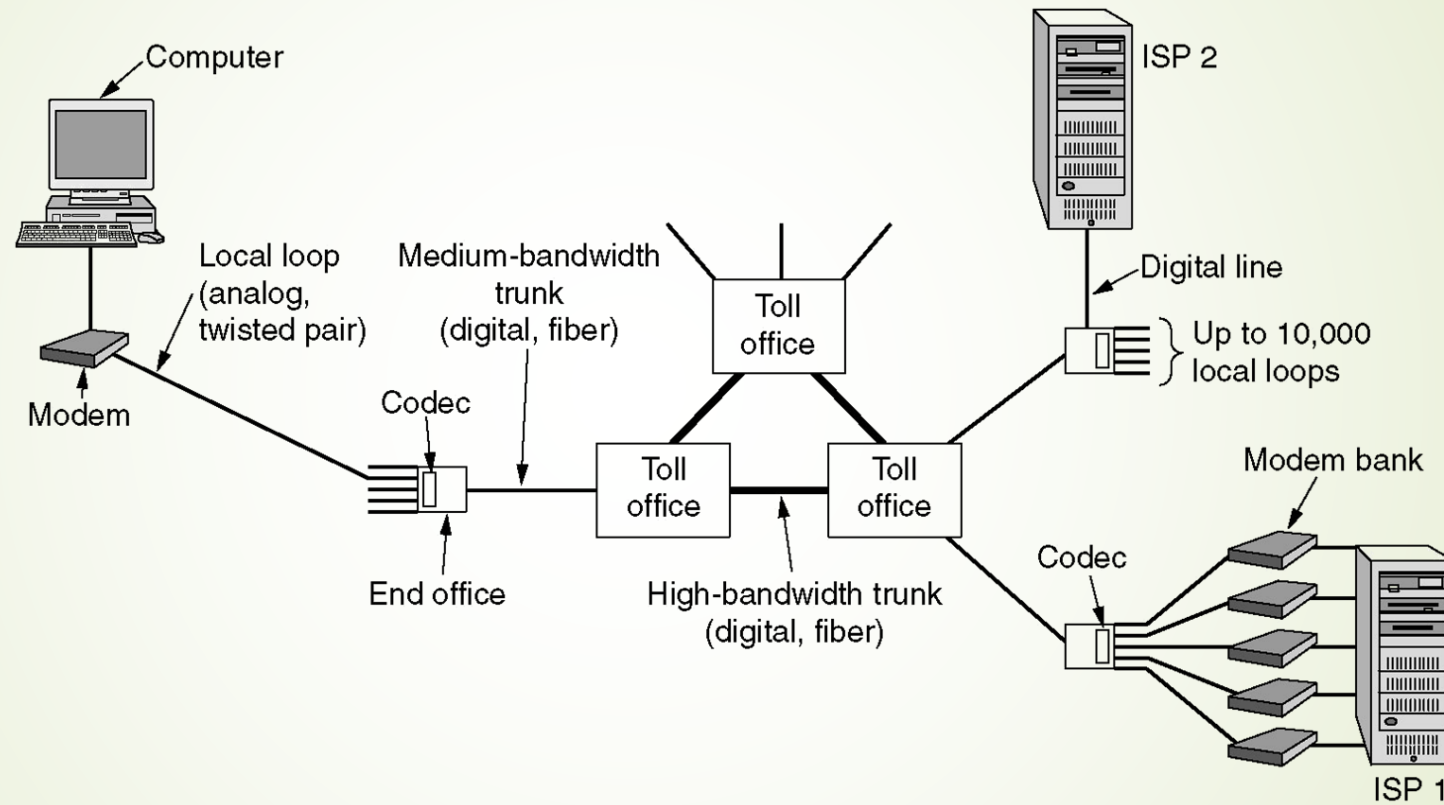 Computer
ISP 2
Local loop
(analog,
twisted pair)
Medium-bandwidth
trunk
(digital, fiber)
Digital line
Toll
office
Up to 10,000
local loops
Modem
Codec
Toll
office
Toll
office
Modem bank
End office
High-bandwidth trunk
(digital, fiber)
Codec
ISP 1